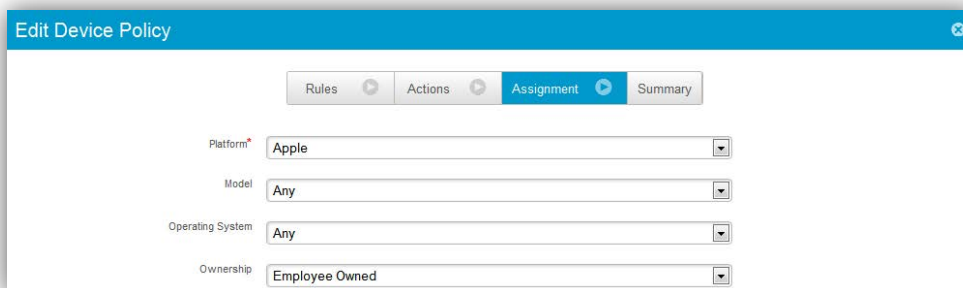 Edit Device Policy
Rules Actions Assignment Summary
Platform* Apple
Model Any
Operating System Any
Ownership Employee Owned